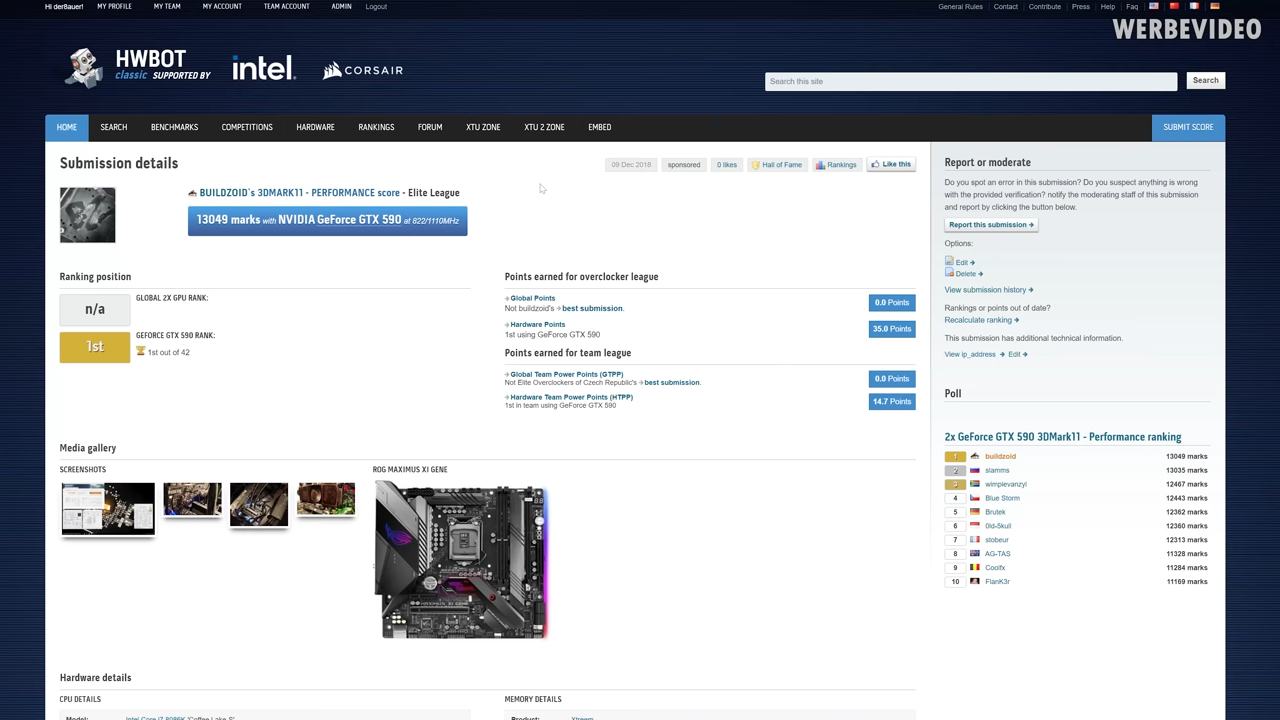 Hi der8auer! MY PROFILE MY TEAM MY ACCOUNT TEAM ACCOUNT ADMIN Logout
General Rules Contact Contribute Press Help Faq
WERBEVIDEO
HWBOT
classic SUPPORTED BY
intel.
CORSAIR
Search this site
Search
HOME SEARCH BENCHMARKS COMPETITIONS HARDWARE RANKINGS FORUM XTU ZONE XTU 2 ZONE EMBED SUBMIT SCORE
Submission details
09 Dec 2018 sponsored 0 likes Hall of Fame Rankings Like this
BUILDZOID`s 3DMARK11 - PERFORMANCE score - Elite League
13049 marks with NVIDIA GeForce GTX 590 at 822/1110MHz
Ranking position
n/a
GLOBAL 2X GPU RANK:
1st
GEFORCE GTX 590 RANK:
1st out of 42
Points earned for overclocker league
Global Points
Not buildzoid's best submission.
0.0 Points
Hardware Points
1st using GeForce GTX 590
35.0 Points
Points earned for team league
Global Team Power Points (GTPP)
Not Elite Overclockers of Czech Republic's best submission.
0.0 Points
Hardware Team Power Points (HTPP)
1st in team using GeForce GTX 590
14.7 Points
Media gallery
SCREENSHOTS
ROG MAXIMUS XI GENE
Hardware details
CPU DETAILS
MEMORY DETAILS
Model: Intel Core i7 8086K 'Coffee Lake-S'
Product: Xtreem
Report or moderate
Do you spot an error in this submission? Do you suspect anything is wrong
with the provided verification? notify the moderating staff of this submission
and report by clicking the button below.
Report this submission
Options:
Edit
Delete
View submission history
Rankings or points out of date?
Recalculate ranking
This submission has additional technical information.
View ip_address Edit
Poll
2x GeForce GTX 590 3DMark11 - Performance ranking
1 buildzoid 13049 marks
2 slamms 13035 marks
3 wimpievanzyl 12467 marks
4 Blue Storm 12443 marks
5 Brutek 12362 marks
6 0ld-5kull 12360 marks
7 stobeur 12313 marks
8 AG-TAS 11328 marks
9 Coolfx 11284 marks
10 FlanK3r 11169 marks